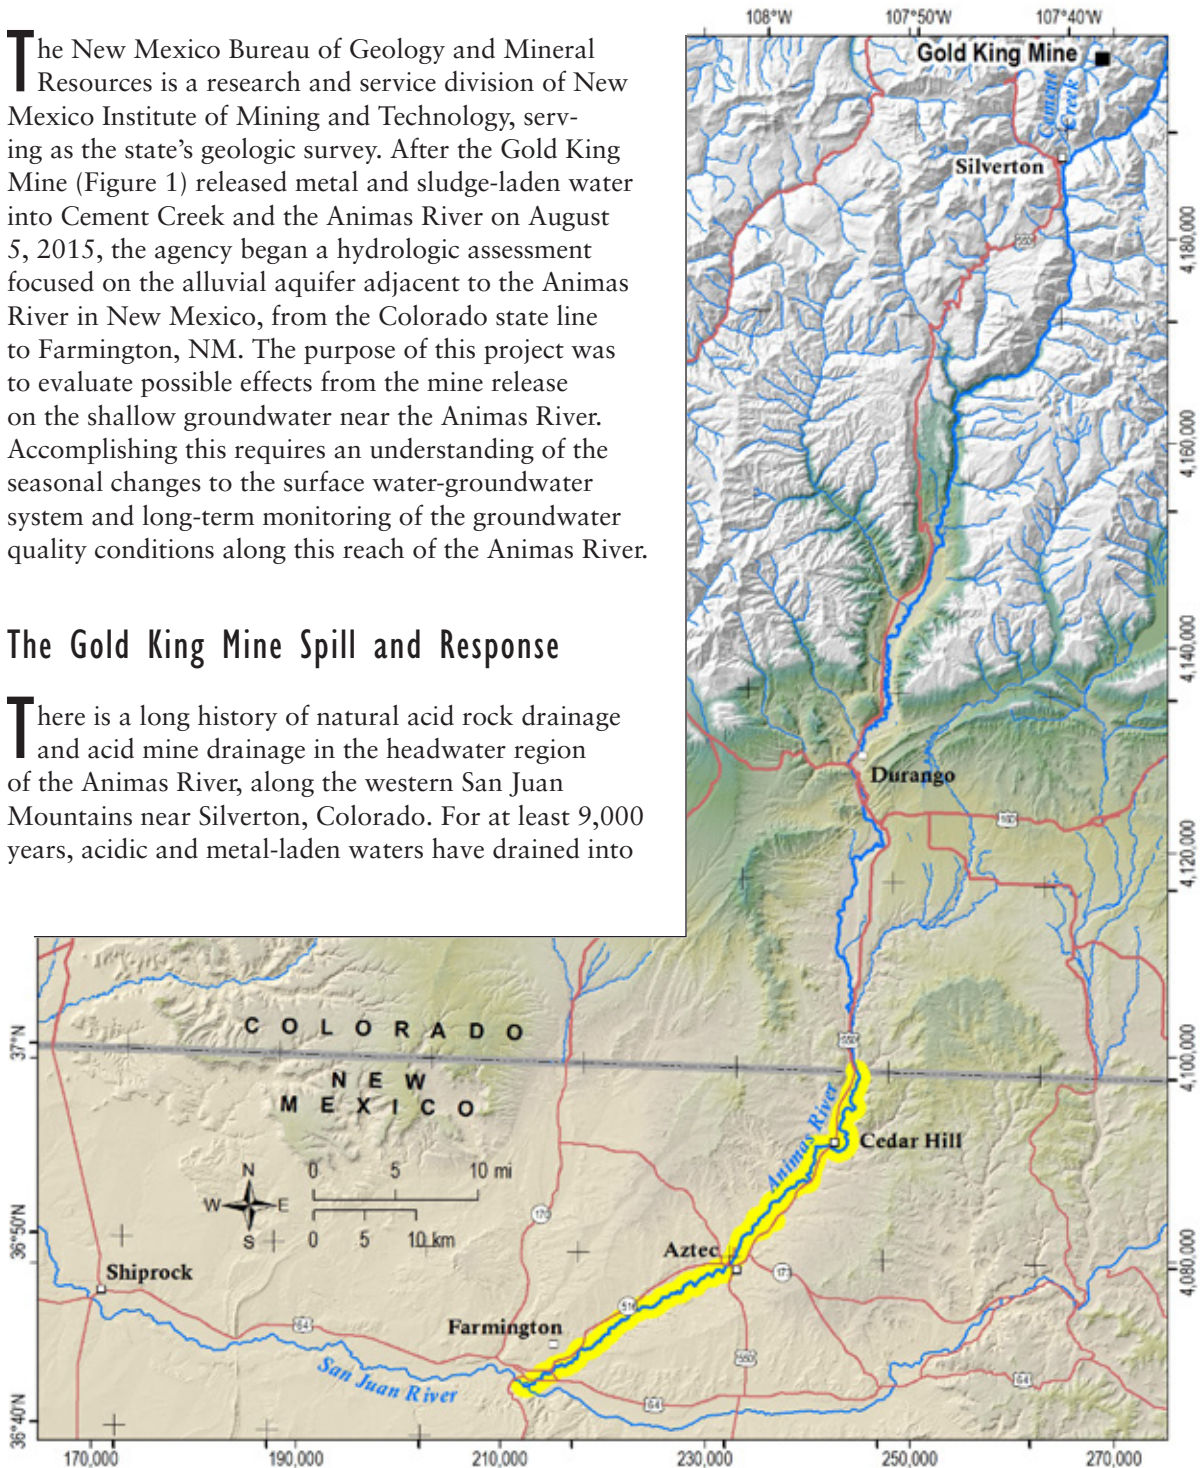 The New Mexico Bureau of Geology and Mineral
Resources is a research and service division of New
Mexico Institute of Mining and Technology, serv-
ing as the state’s geologic survey. After the Gold King
Mine (Figure 1) released metal and sludge-laden water
into Cement Creek and the Animas River on August
5, 2015, the agency began a hydrologic assessment
focused on the alluvial aquifer adjacent to the Animas
River in New Mexico, from the Colorado state line
to Farmington, NM. The purpose of this project was
to evaluate possible effects from the mine release
on the shallow groundwater near the Animas River.
Accomplishing this requires an understanding of the
seasonal changes to the surface water-groundwater
system and long-term monitoring of the groundwater
quality conditions along this reach of the Animas River.
The Gold King Mine Spill and Response
There is a long history of natural acid rock drainage
and acid mine drainage in the headwater region
of the Animas River, along the western San Juan
Mountains near Silverton, Colorado. For at least 9,000
years, acidic and metal-laden waters have drained into
108°W 107°50'W 107°40'W
Gold King Mine
Cement
Creek
Silverton
550
4,180,000
4,160,000
4,140,000
Durango
160
4,120,000
COLORADO
37°N
550
4,100,000
NEW
MEXICO
Animas River
Cedar Hill
N
W E
S
0 5 10 mi
0 5 10 km
170
36°50'N
Aztec
173
4,080,000
Shiprock
516
Farmington
64
550
San Juan River
64
64
36°40'N
170,000 190,000 210,000 230,000 250,000 270,000